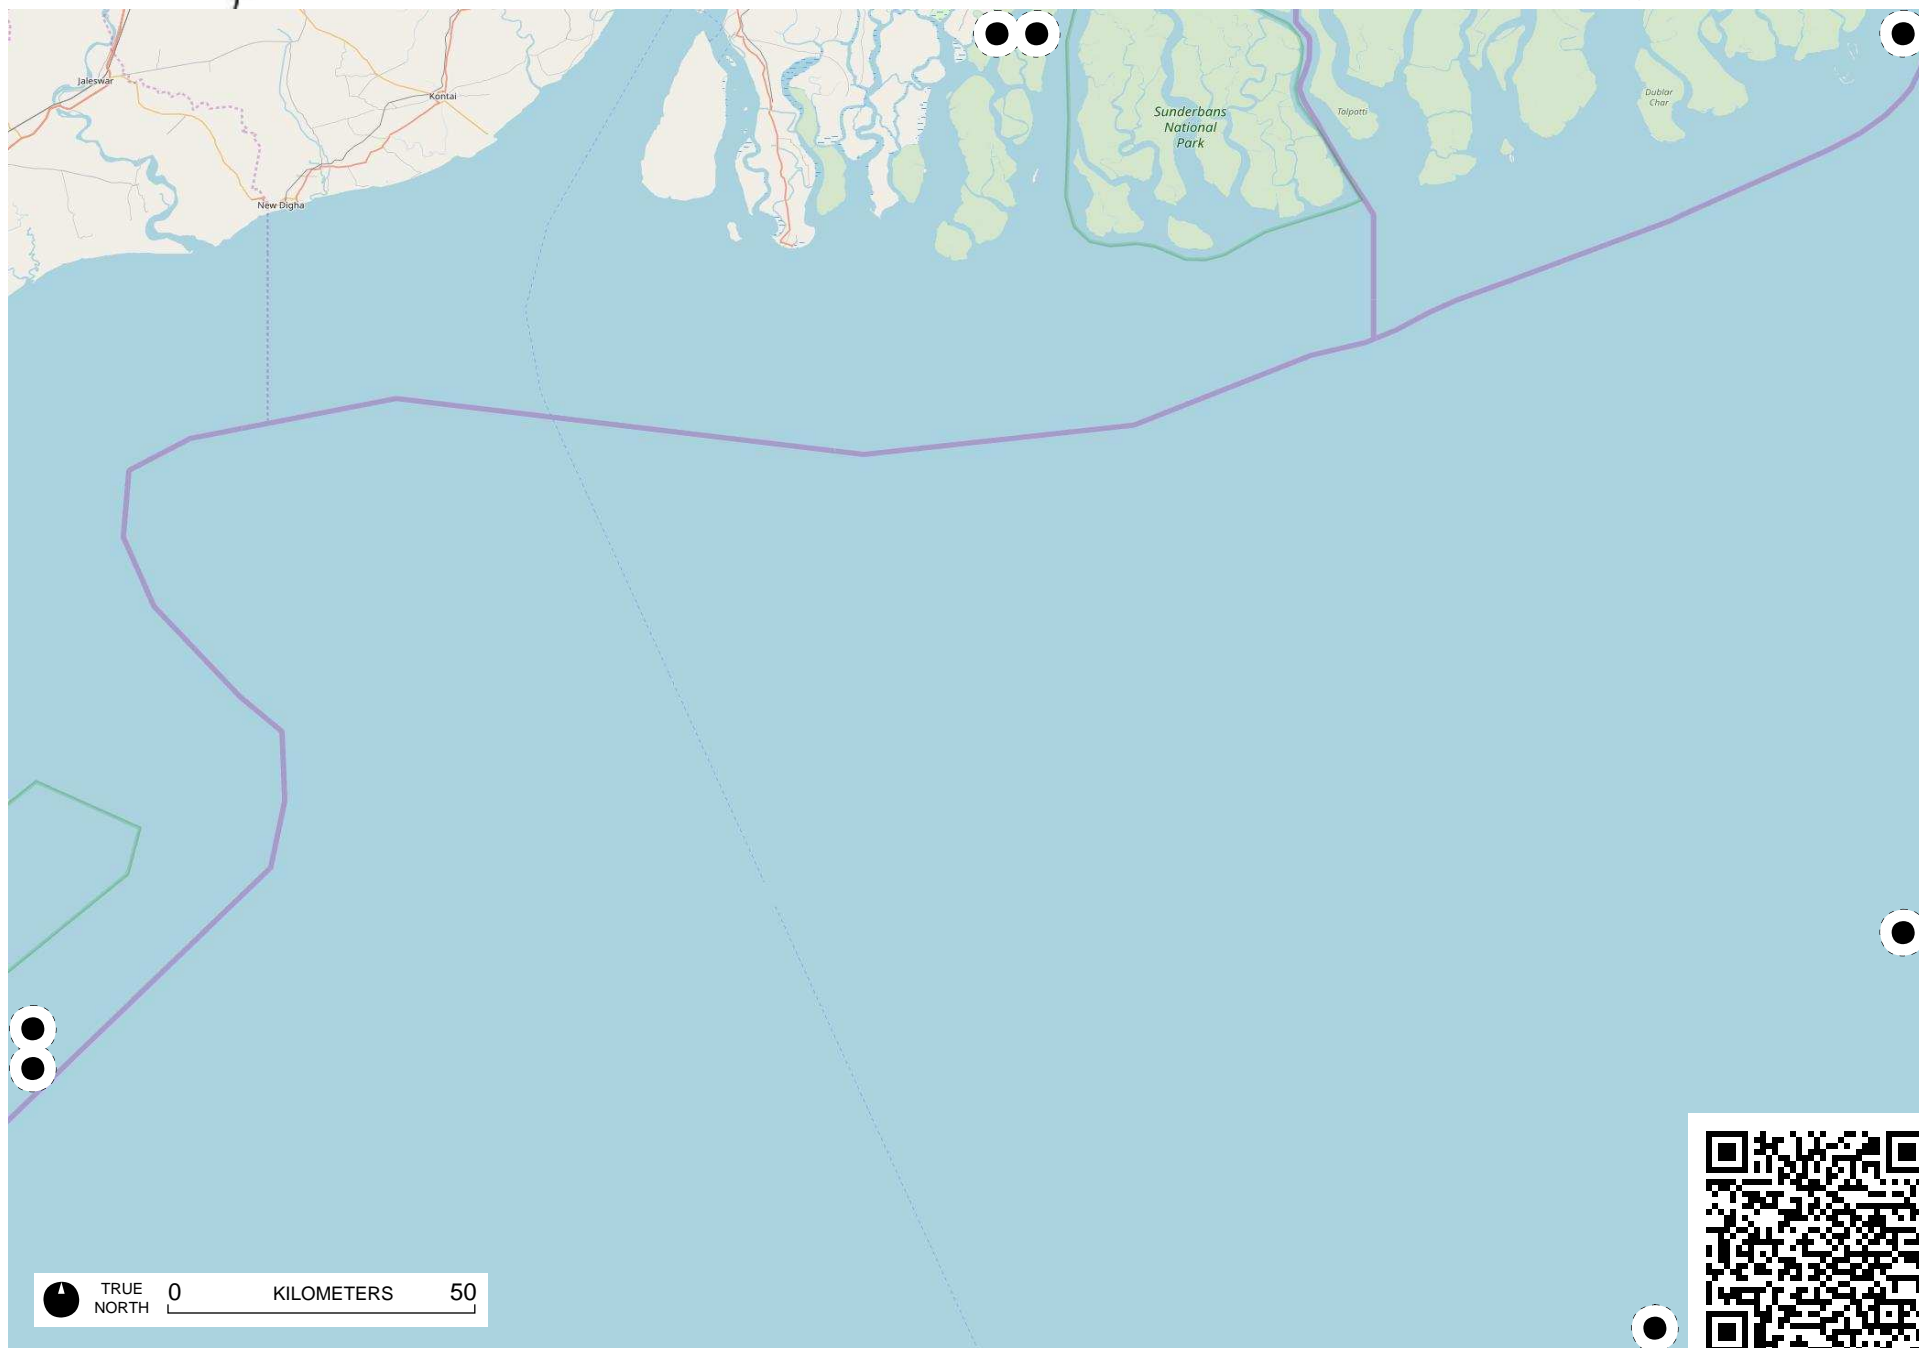 Jaleswar
Kontai
New Digha
Sunderbans
National
Park
Talpatti
Dublar
Char
TRUE
NORTH
0 KILOMETERS 50